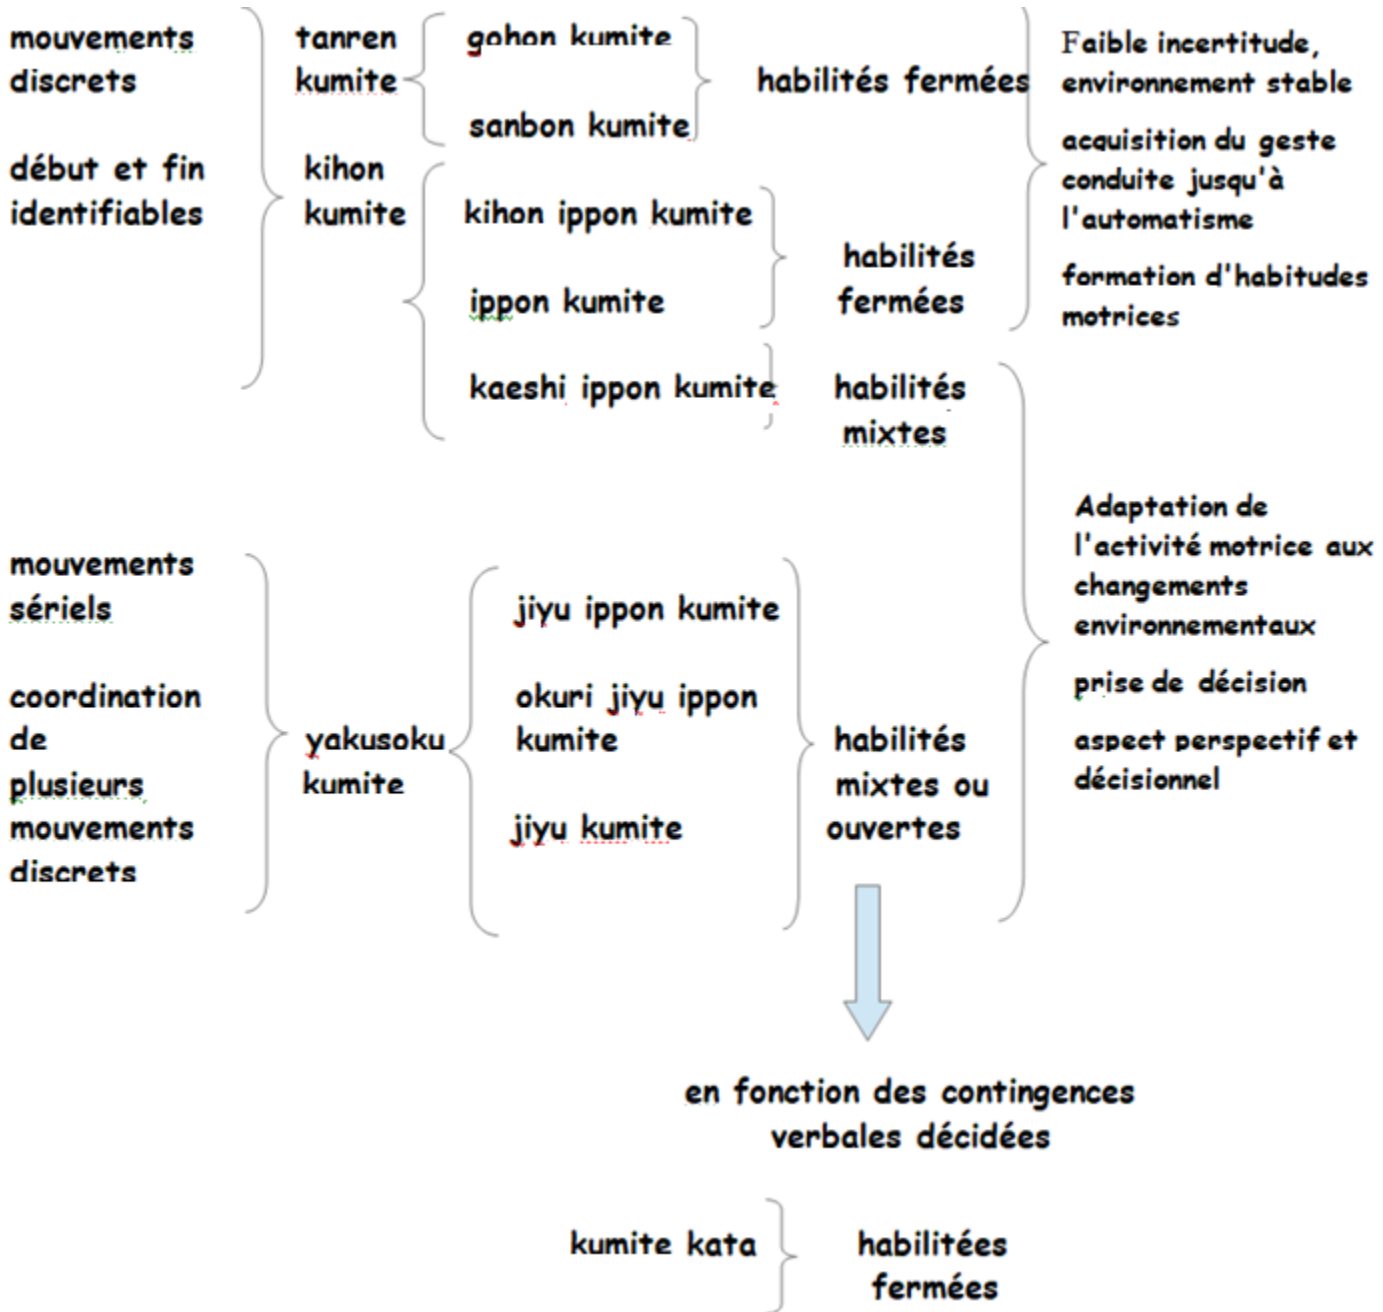 mouvements
discrets
début et fin
identifiables
tanren
kumite
kihon
kumite
gohon kumite
sanbon kumite
kihon ippon kumite
ippon kumite
kaeshi ippon kumite
habilités fermées
habilités
fermées
habilités
mixtes
Faible incertitude,
environnement stable
acquisition du geste
conduite jusqu'à
l'automatisme
formation d'habitudes
motrices
mouvements
sériels
coordination
de
plusieurs
mouvements
discrets
yakusoku
kumite
jiyu ippon kumite
okuri jiyu ippon
kumite
jiyu kumite
habilités
mixtes ou
ouvertes
Adaptation de
l'activité motrice aux
changements
environnementaux
prise de décision
aspect perspectif et
décisionnel
en fonction des contingences
verbales décidées
kumite kata
habilitées
fermées